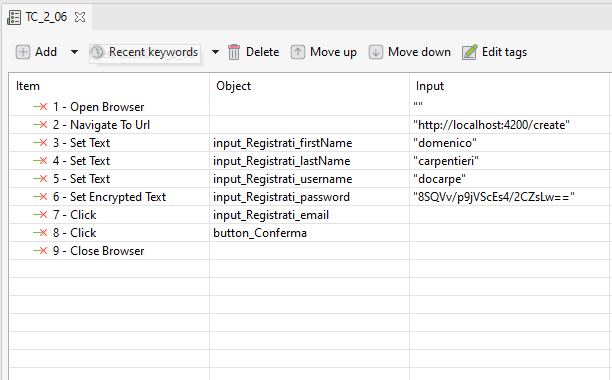 TC_2_06
Add Recent keywords Delete Move up Move down Edit tags
Item Object Input
1 - Open Browser ""
2 - Navigate To Url "http://localhost:4200/create"
3 - Set Text input_Registrati_firstName "domenico"
4 - Set Text input_Registrati_lastName "carpentieri"
5 - Set Text input_Registrati_username "docarpe"
6 - Set Encrypted Text input_Registrati_password "8SQVv/p9jVScEs4/2CZsLw=="
7 - Click input_Registrati_email
8 - Click button_Conferma
9 - Close Browser